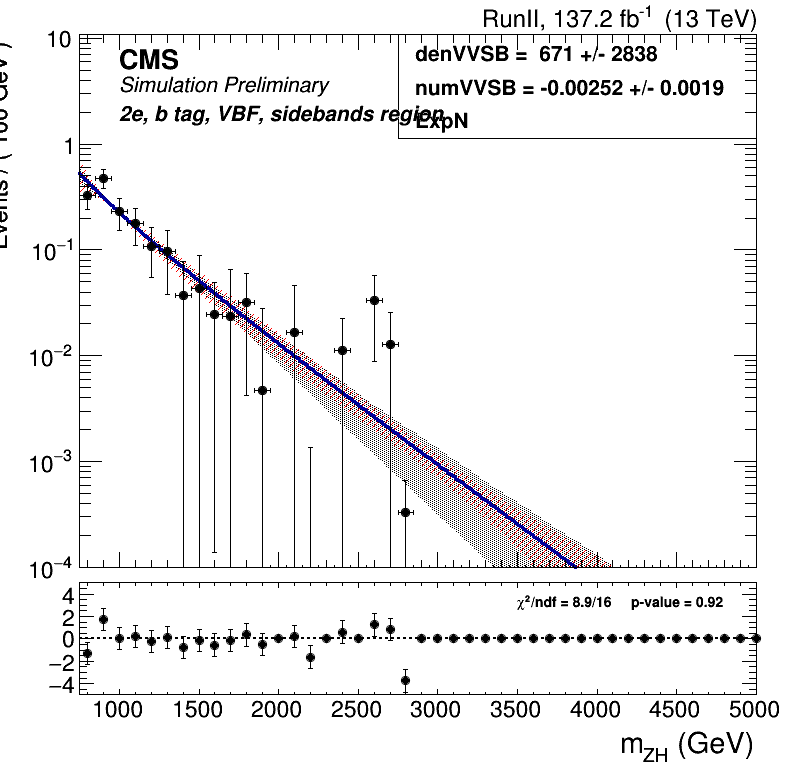 RunII, 137.2 fb⁻¹ (13 TeV)
CMS
Simulation Preliminary
2e, b tag, VBF, sidebands region
denVVSB = 671 +/- 2838
numVVSB = -0.00252 +/- 0.0019
ExpN
Events / ( 100 GeV )
10
1
10⁻¹
10⁻²
10⁻³
10⁻⁴
χ²/ndf = 8.9/16 p-value = 0.92
4
2
0
−2
−4
1000 1500 2000 2500 3000 3500 4000 4500 5000
m_ZH (GeV)